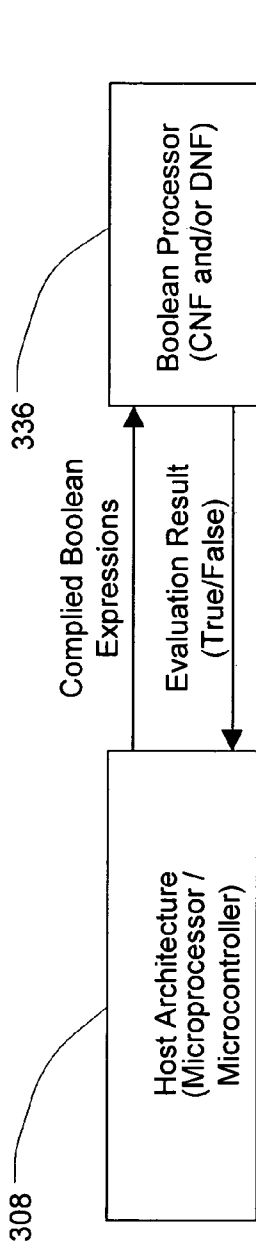 308
Host Architecture
(Microprocessor /
Microcontroller)
Complied Boolean
Expressions
Evaluation Result
(True/False)
336
Boolean Processor
(CNF and/or DNF)